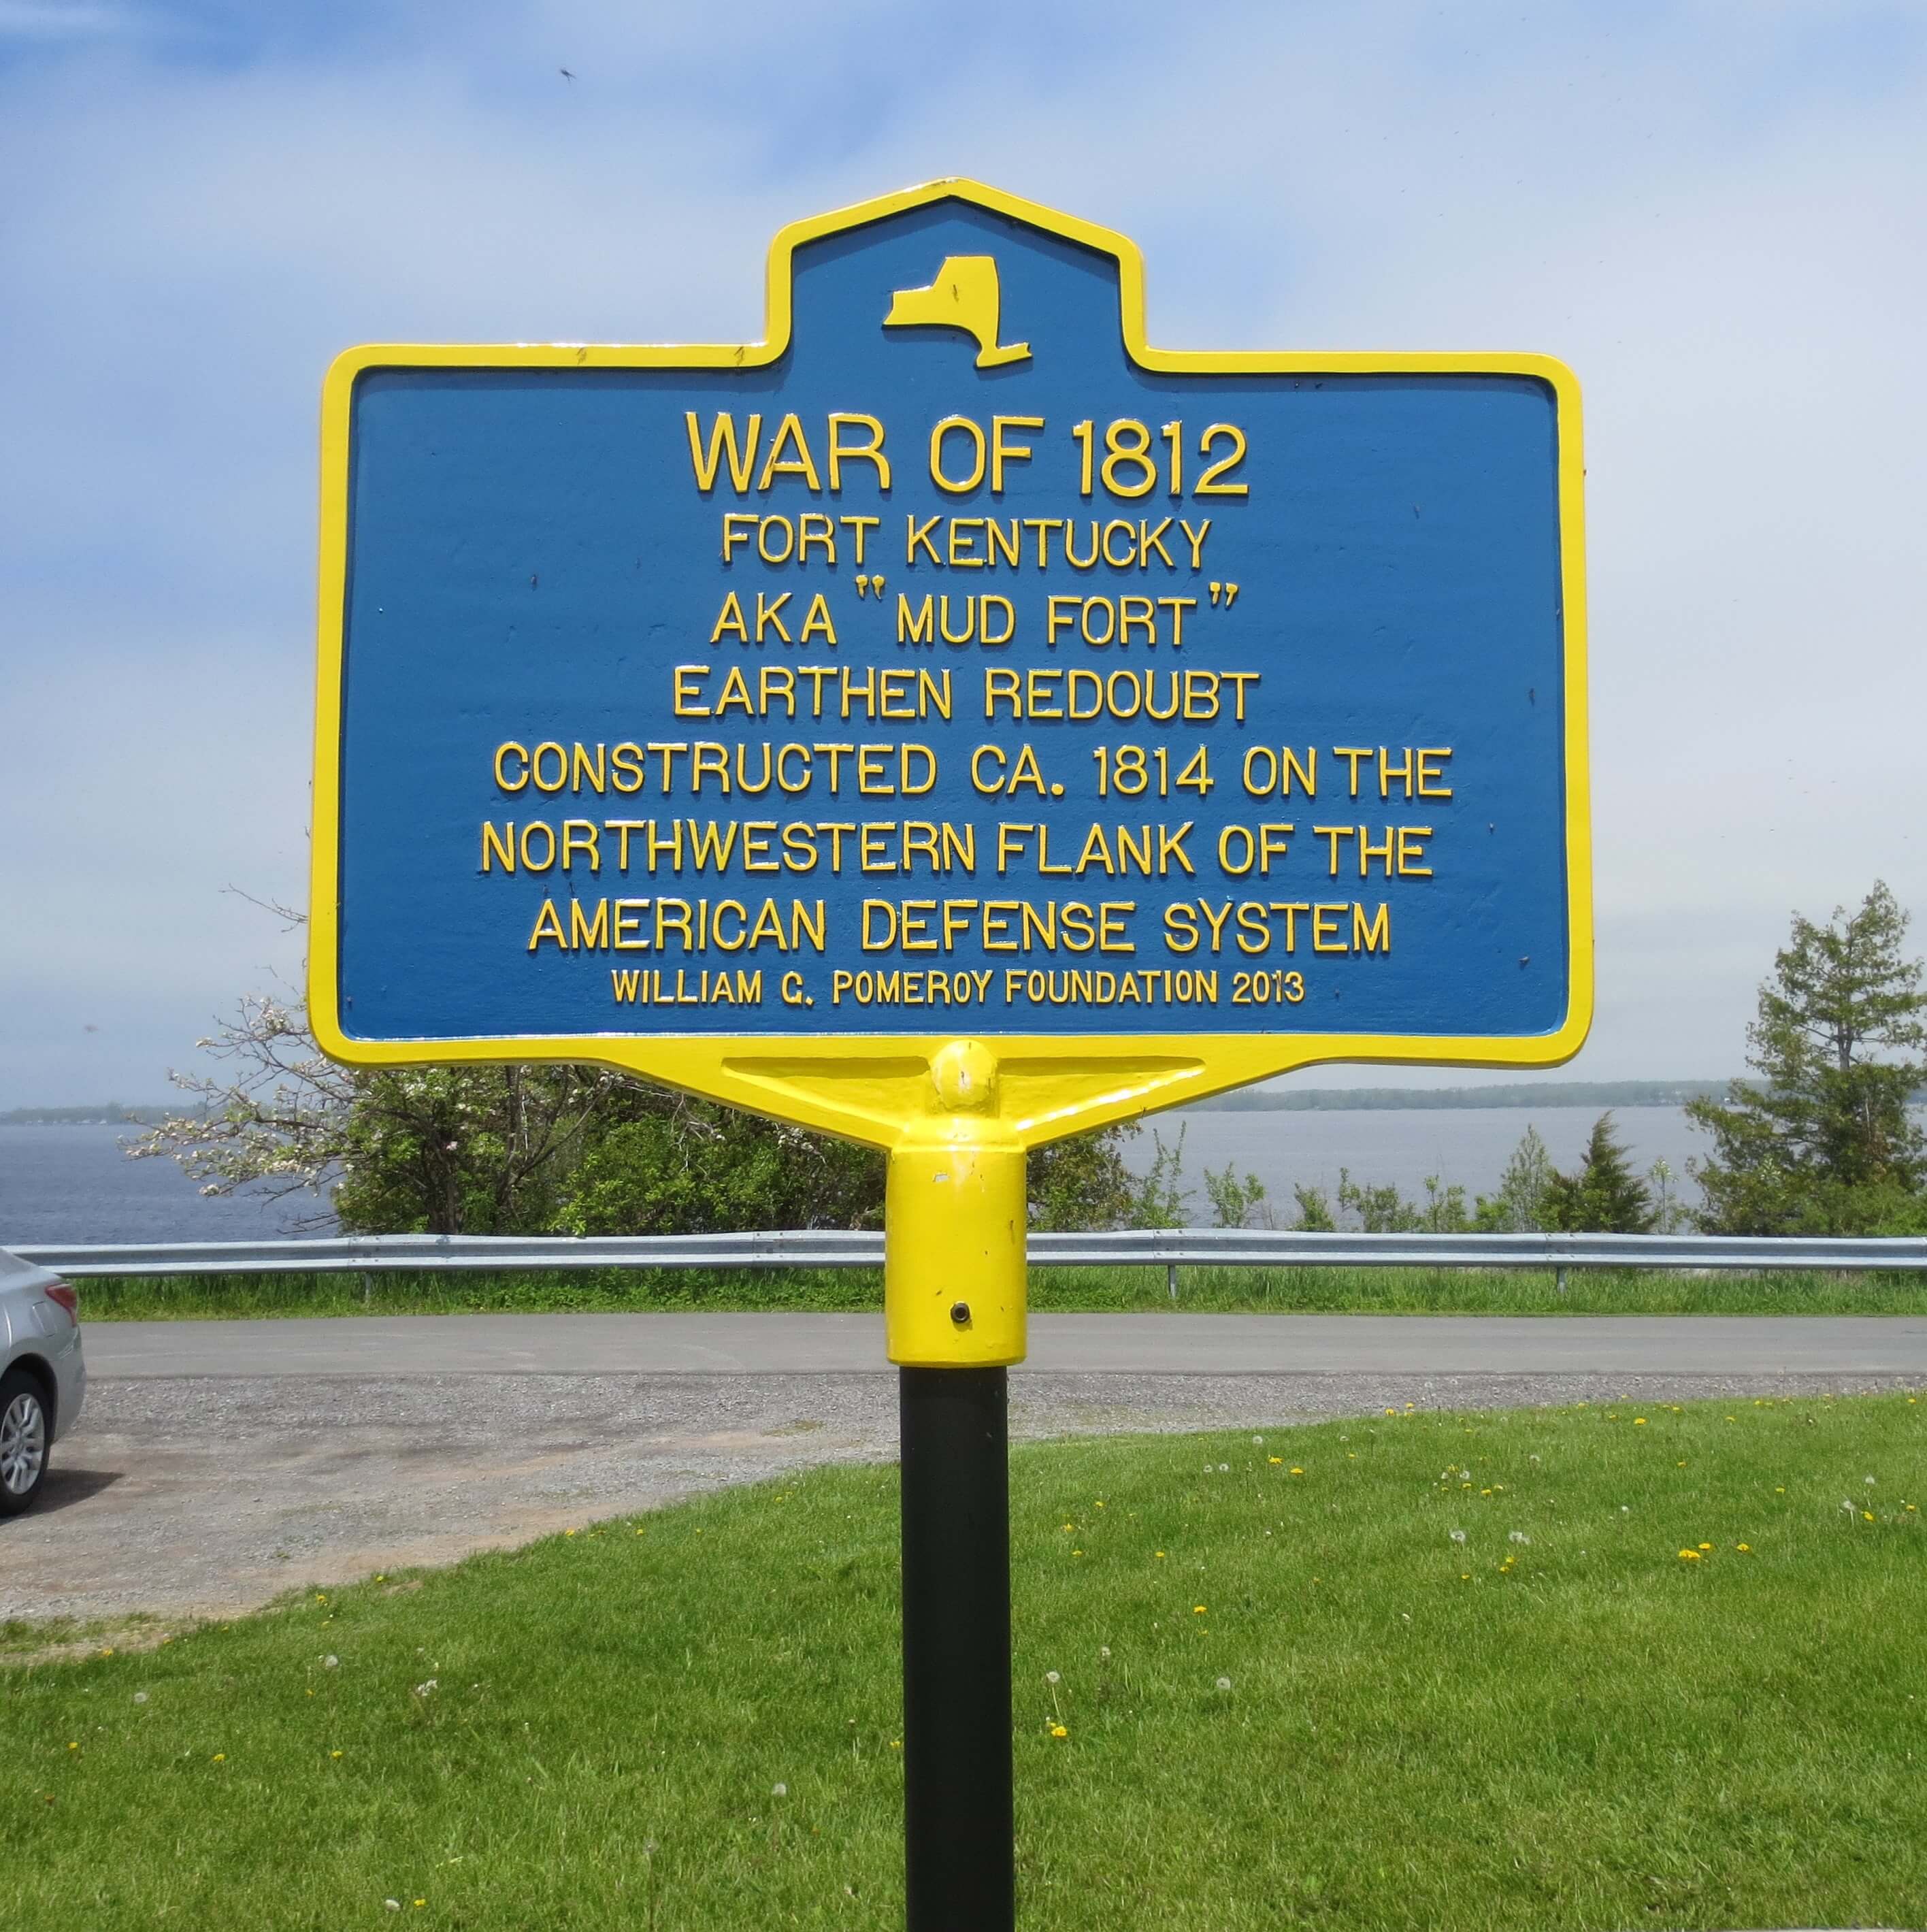 WAR OF 1812
FORT KENTUCKY
AKA "MUD FORT"
EARTHEN REDOUBT
CONSTRUCTED CA. 1814 ON THE
NORTHWESTERN FLANK OF THE
AMERICAN DEFENSE SYSTEM
WILLIAM G. POMEROY FOUNDATION 2013